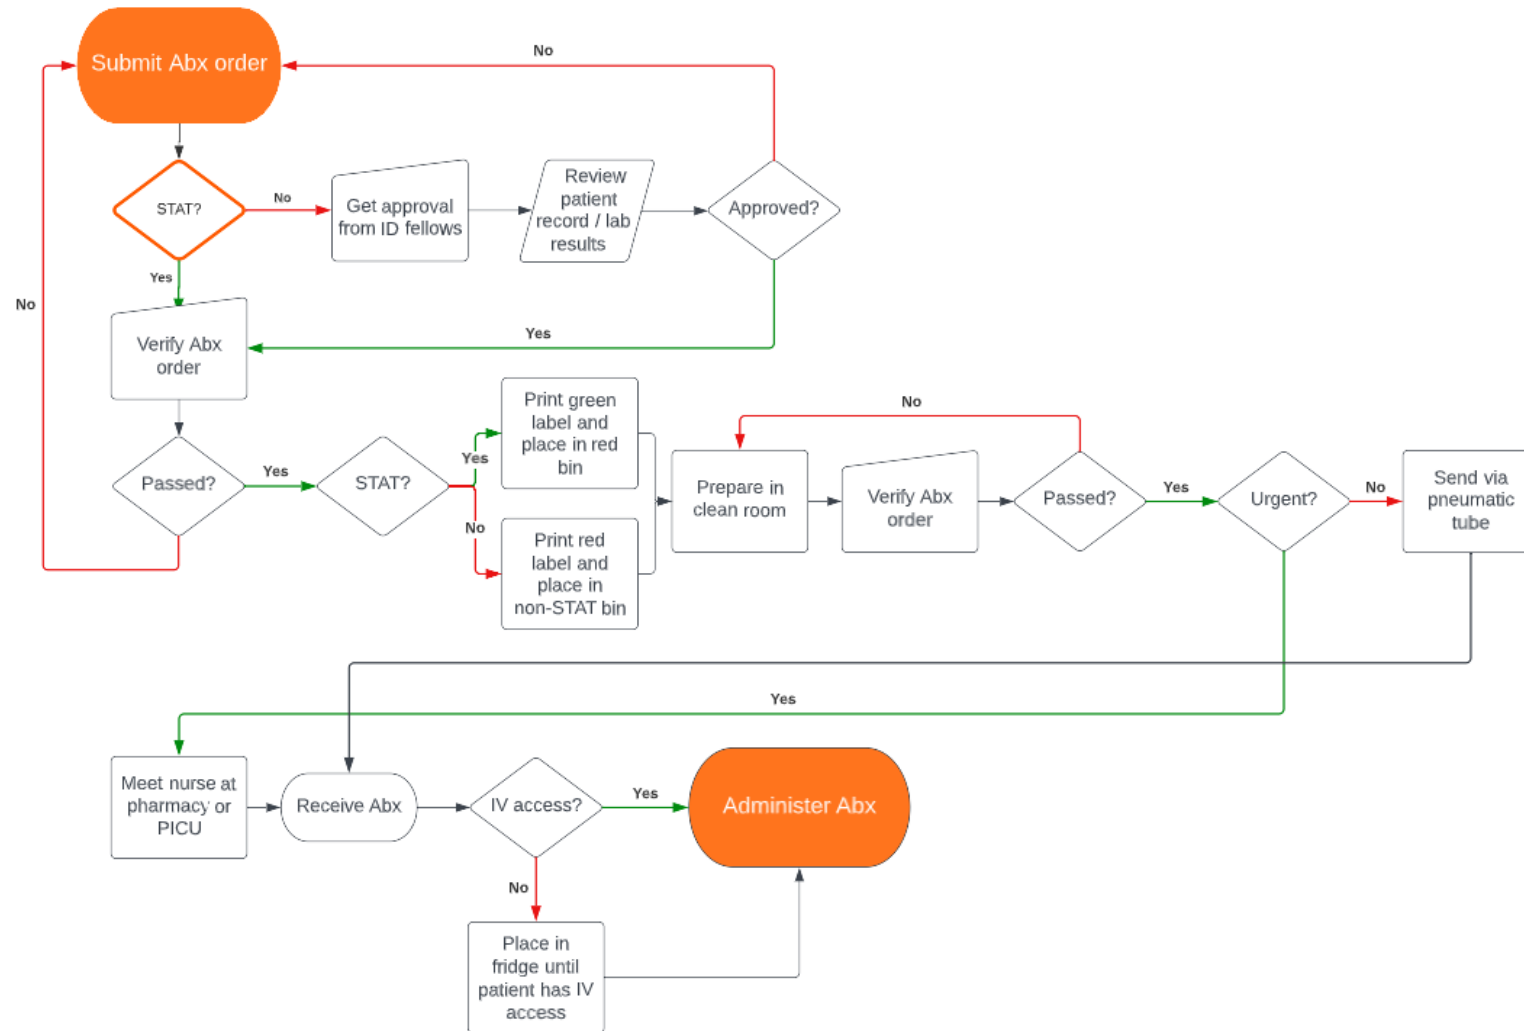 Submit Abx order
No
STAT?
No
Get approval
from ID fellows
Review
patient
record / lab
results
Approved?
Yes
No
Yes
Verify Abx
order
Passed?
Yes
STAT?
Yes
No
Print green
label and
place in red
bin
Print red
label and
place in
non-STAT bin
No
Prepare in
clean room
Verify Abx
order
Passed?
Yes
Urgent?
No
Send via
pneumatic
tube
Yes
Meet nurse at
pharmacy or
PICU
Receive Abx
IV access?
Yes
Administer Abx
No
Place in
fridge until
patient has IV
access